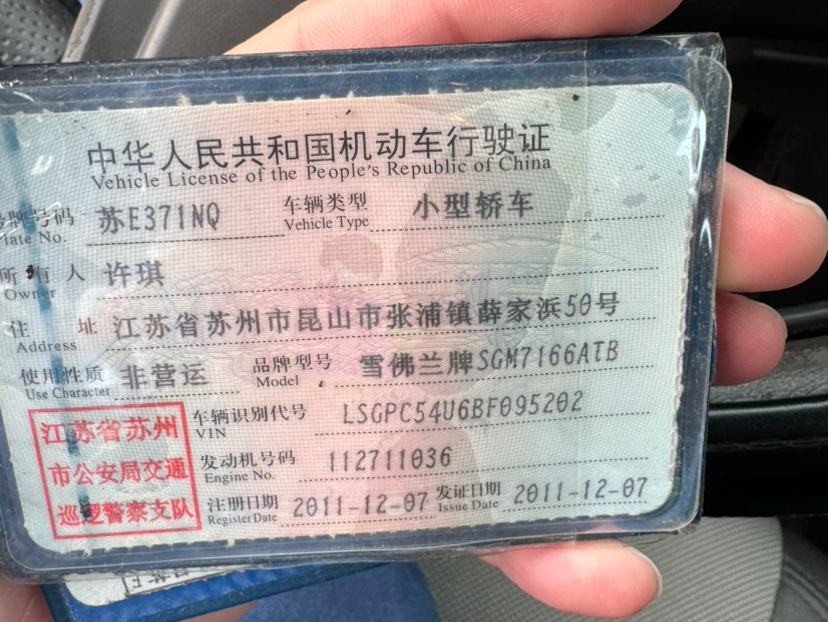 中华人民共和国机动车行驶证
Vehicle License of the People's Republic of China
号牌号码 苏E371NQ 车辆类型 小型轿车
Plate No. Vehicle Type
所有人 许琪
Owner
住址 江苏省苏州市昆山市张浦镇薛家浜50号
Address
使用性质 非营运 品牌型号 雪佛兰牌SGM7166ATB
Use Character Model
江苏省苏州
市公安局交通
巡逻警察支队
车辆识别代号 LSGPC54U6BF095202
VIN
发动机号码 112711036
Engine No.
注册日期 2011-12-07 发证日期 2011-12-07
Register Date Issue Date